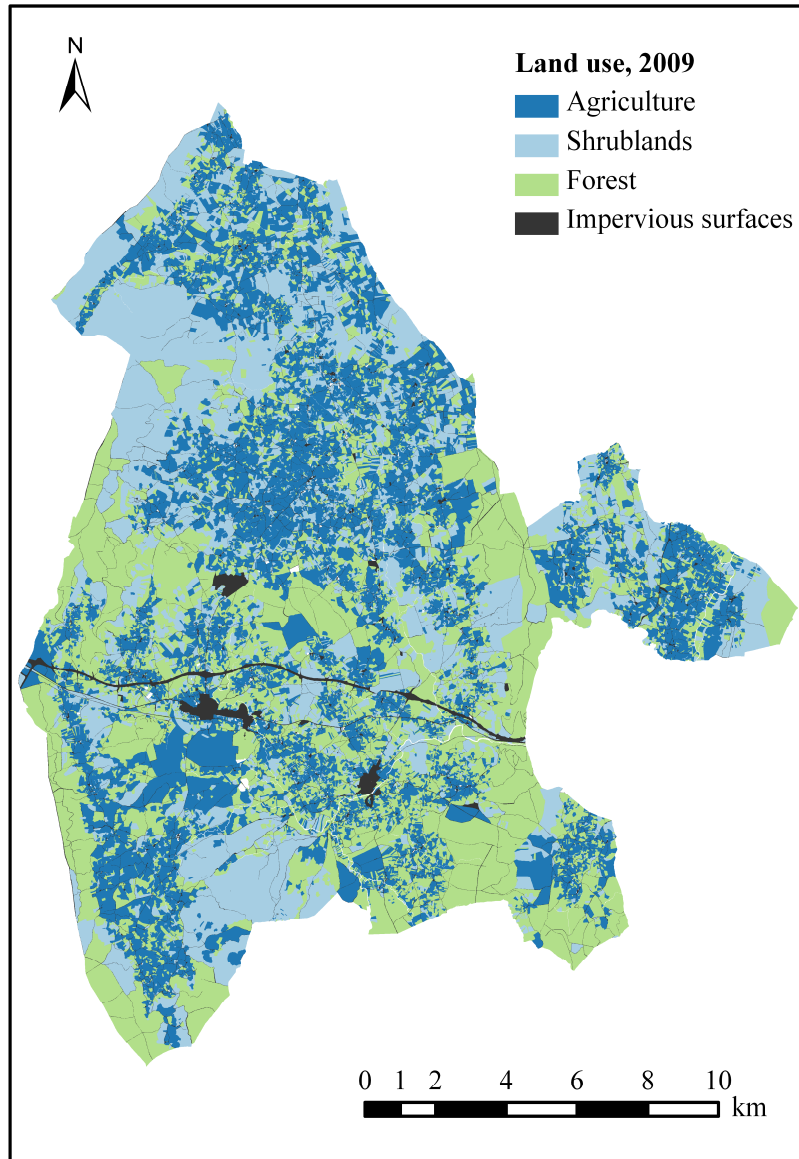 N
Land use, 2009
Agriculture
Shrublands
Forest
Impervious surfaces
0 1 2 4 6 8 10
km